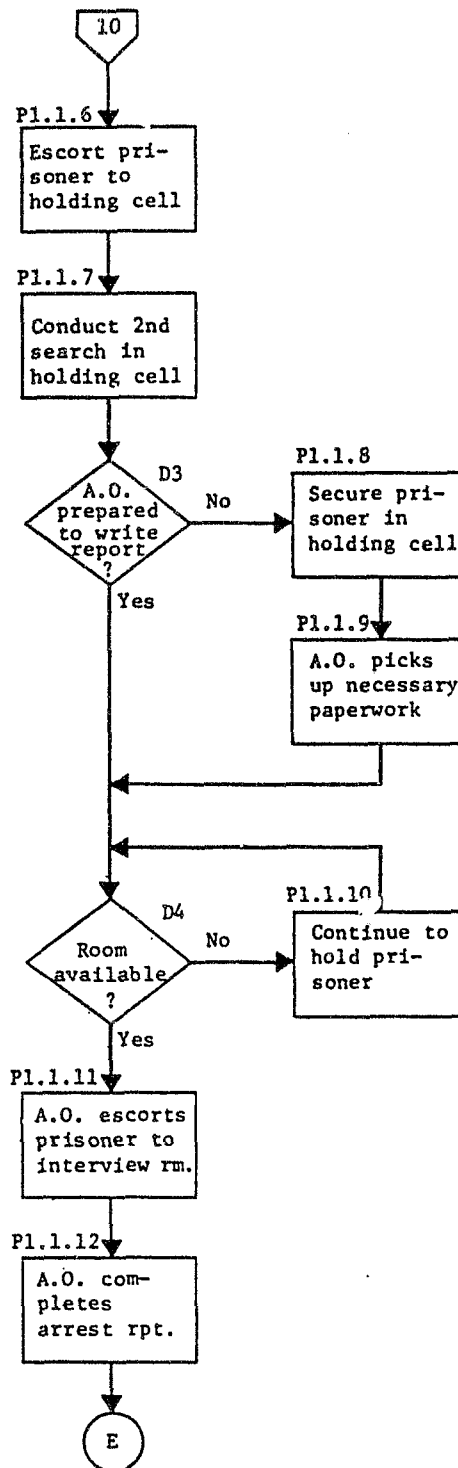 10
P1.1.6
Escort pri-
soner to
holding cell
P1.1.7
Conduct 2nd
search in
holding cell
D3
A.O.
prepared
to write
report
?
No
Yes
P1.1.8
Secure pri-
soner in
holding cell
P1.1.9
A.O. picks
up necessary
paperwork
D4
Room
available
?
No
Yes
P1.1.10
Continue to
hold pri-
soner
P1.1.11
A.O. escorts
prisoner to
interview rm.
P1.1.12
A.O. com-
pletes
arrest rpt.
E